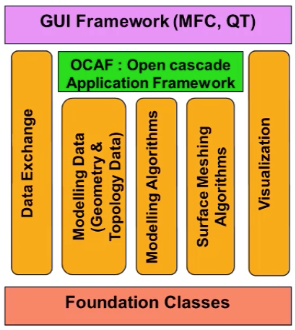 GUI Framework (MFC, QT)
OCAF : Open cascade
Application Framework
Data Exchange
Modelling Data
(Geometry &
Topology Data)
Modelling Algorithms
Surface Meshing
Algorithms
Visualization
Foundation Classes